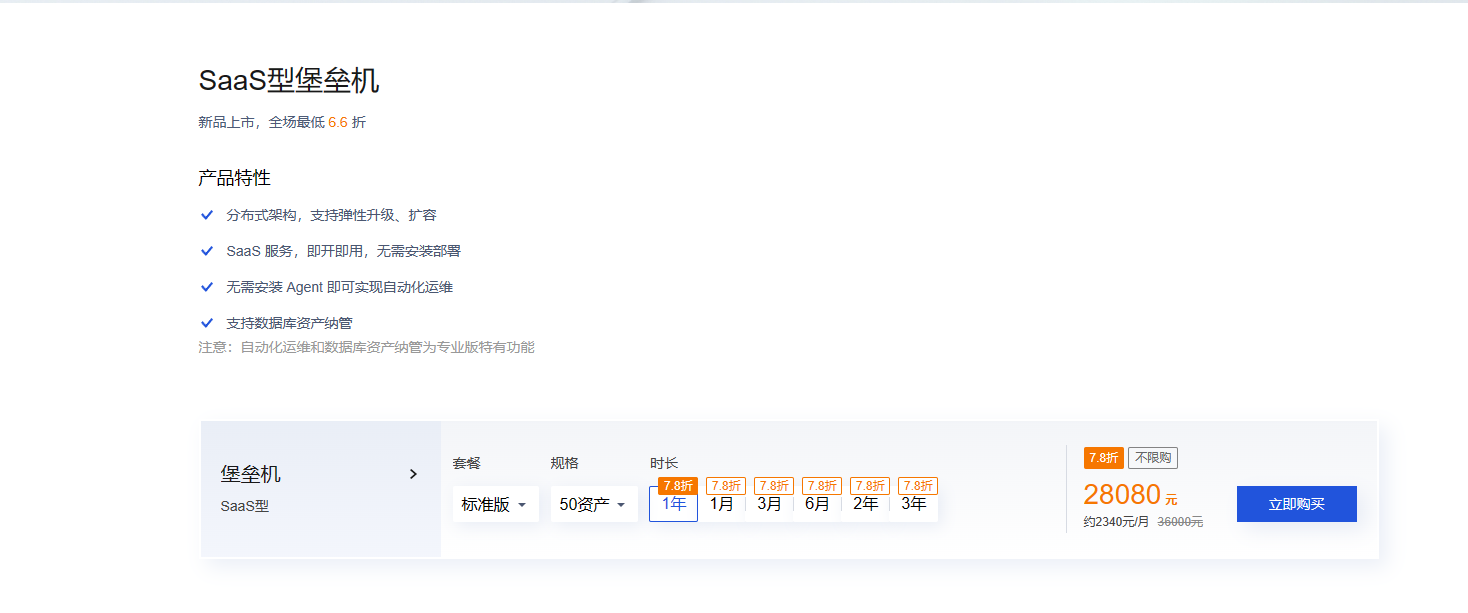 SaaS型堡垒机
新品上市，全场最低 6.6 折
产品特性
分布式架构，支持弹性升级、扩容
SaaS 服务，即开即用，无需安装部署
无需安装 Agent 即可实现自动化运维
支持数据库资产纳管
注意：自动化运维和数据库资产纳管为专业版特有功能
堡垒机
SaaS型
套餐 规格 时长
7.8折 7.8折 7.8折 7.8折 7.8折 7.8折
标准版 50资产 1年 1月 3月 6月 2年 3年
7.8折 不限购
28080 元
约2340元/月 36000元
立即购买